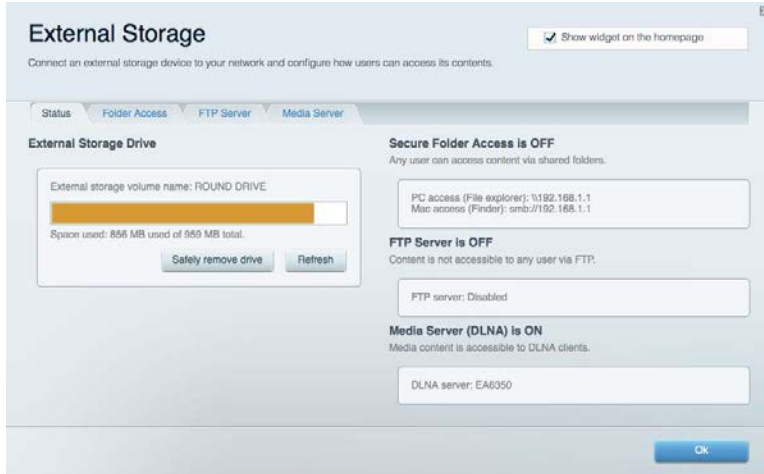 External Storage
Show widget on the homepage
Connect an external storage device to your network and configure how users can access its contents.
Status
Folder Access
FTP Server
Media Server
External Storage Drive
External storage volume name: ROUND DRIVE
Space used: 856 MB used of 959 MB total.
Safely remove drive
Refresh
Secure Folder Access is OFF
Any user can access content via shared folders.
PC access (File explorer): \\192.168.1.1
Mac access (Finder): smb://192.168.1.1
FTP Server is OFF
Content is not accessible to any user via FTP.
FTP server: Disabled
Media Server (DLNA) is ON
Media content is accessible to DLNA clients.
DLNA server: EA6350
Ok